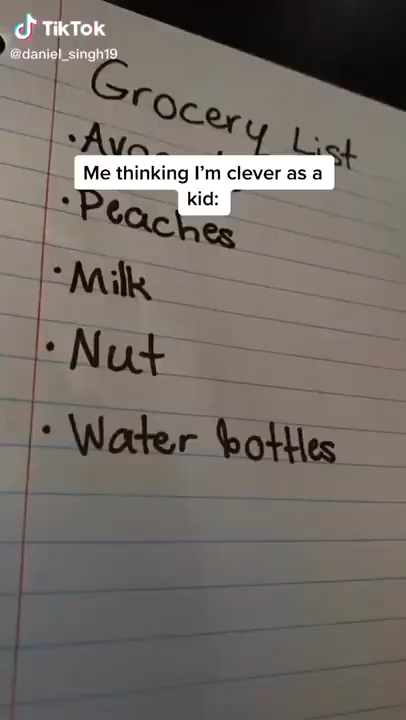 TikTok
@daniel_singh19
Grocery List
Me thinking I'm clever as a
kid:
• Peaches
• Milk
• Nut
• Water bottles